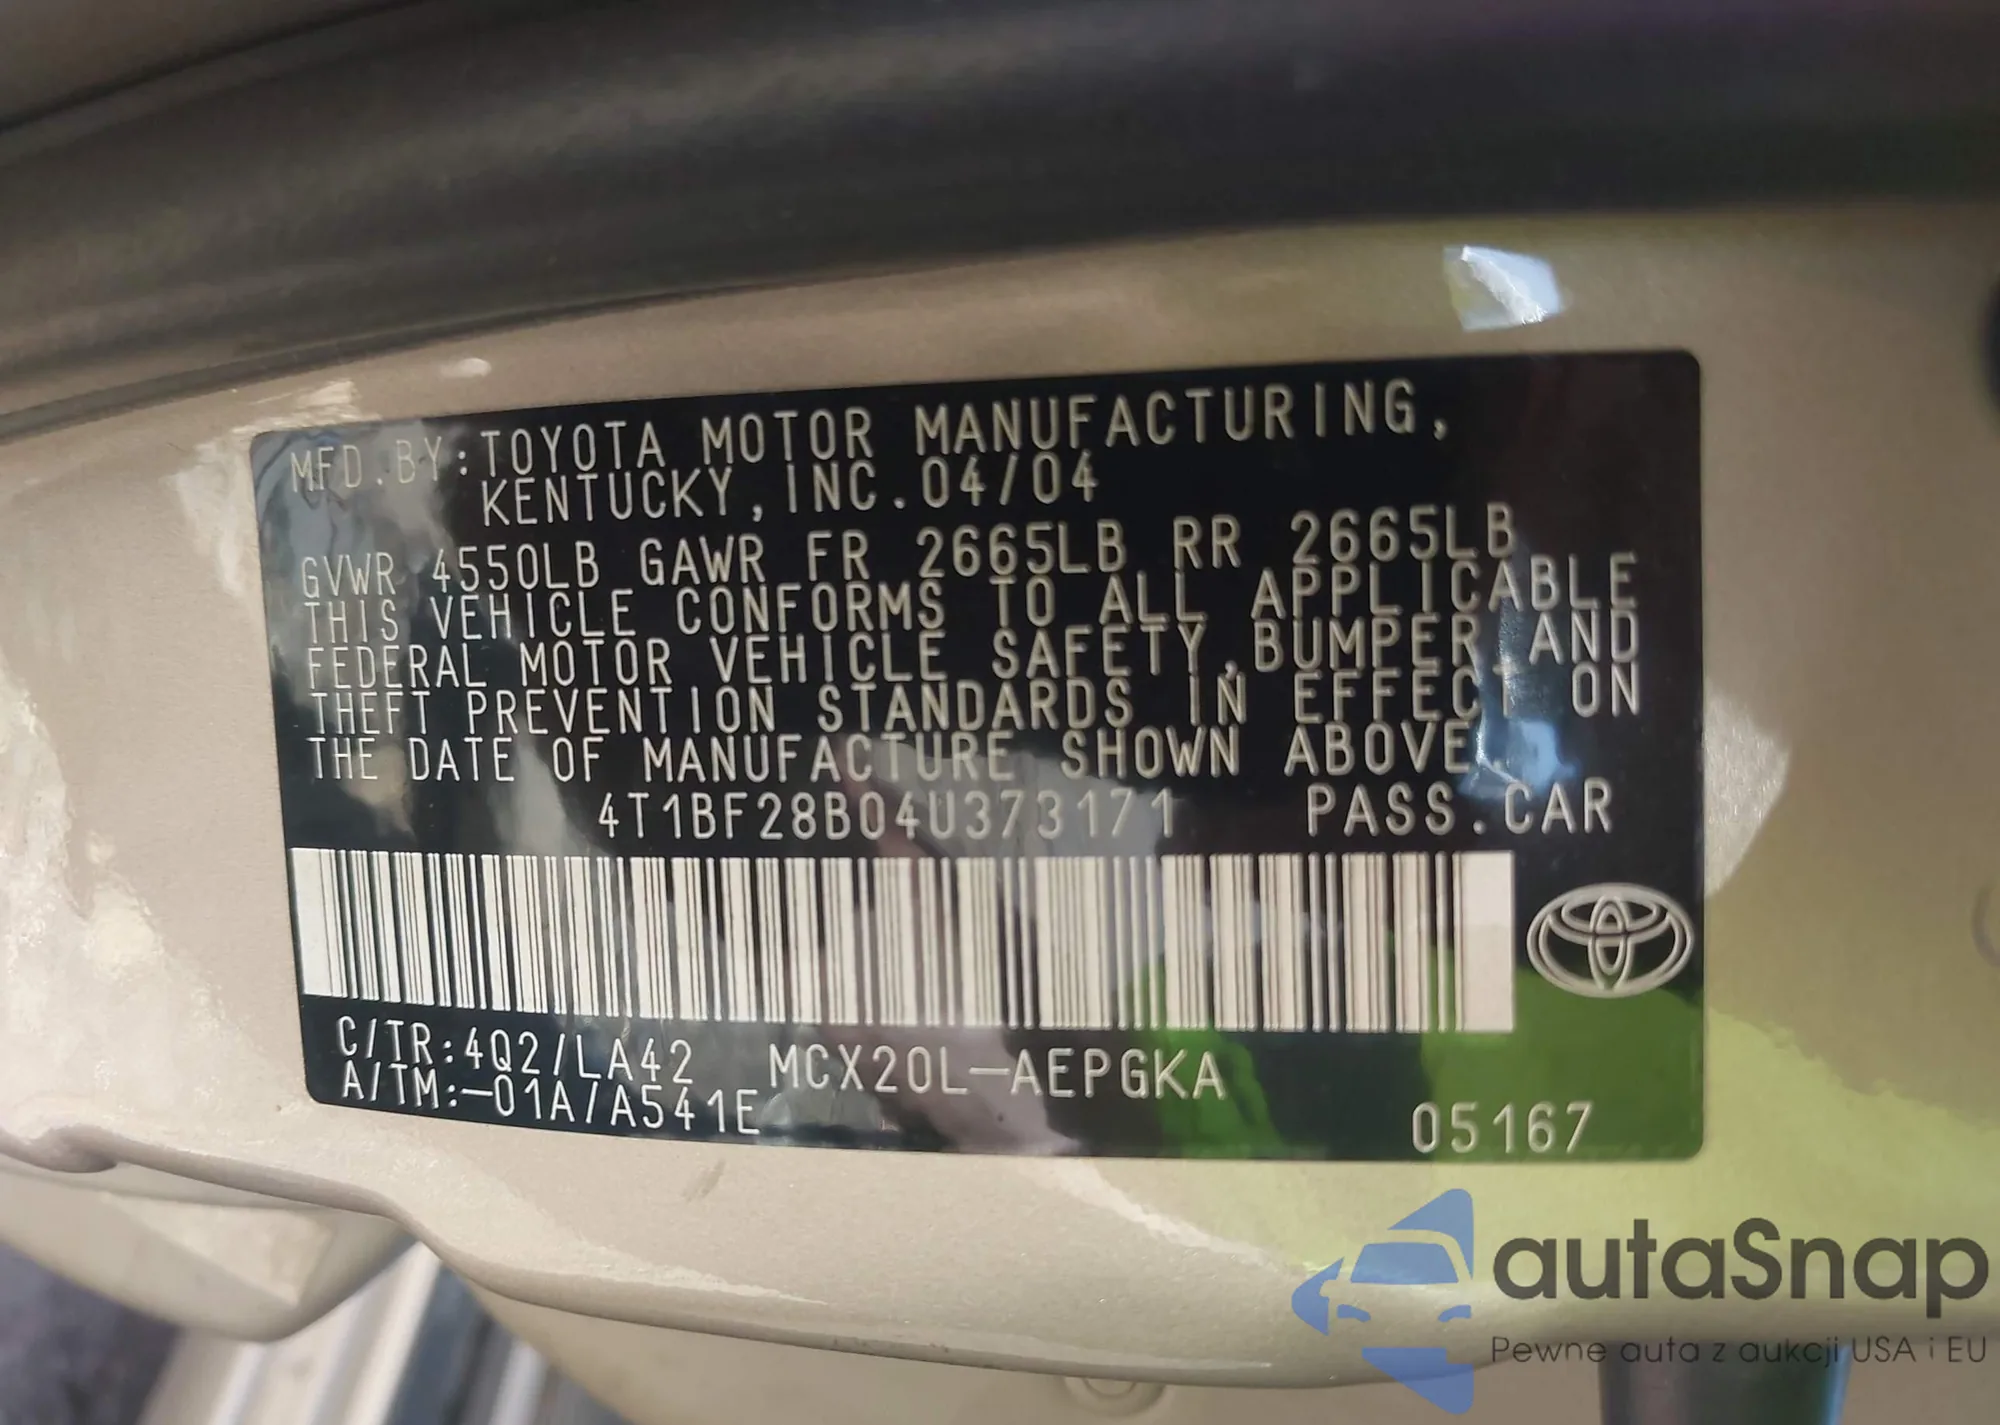 MFD.BY:TOYOTA MOTOR MANUFACTURING,
KENTUCKY,INC.04/04
GVWR 4550LB GAWR FR 2665LB RR 2665LB
THIS VEHICLE CONFORMS TO ALL APPLICABLE
FEDERAL MOTOR VEHICLE SAFETY,BUMPER,AND
THEFT PREVENTION STANDARDS IN EFFECT ON
THE DATE OF MANUFACTURE SHOWN ABOVE.
4T1BF28B04U373171 PASS.CAR
C/TR:4Q2/LA42 MCX20L-AEPGKA
A/TM:-01A/A541E
05167
autaSnap
Pewne auta z aukcji USA i EU